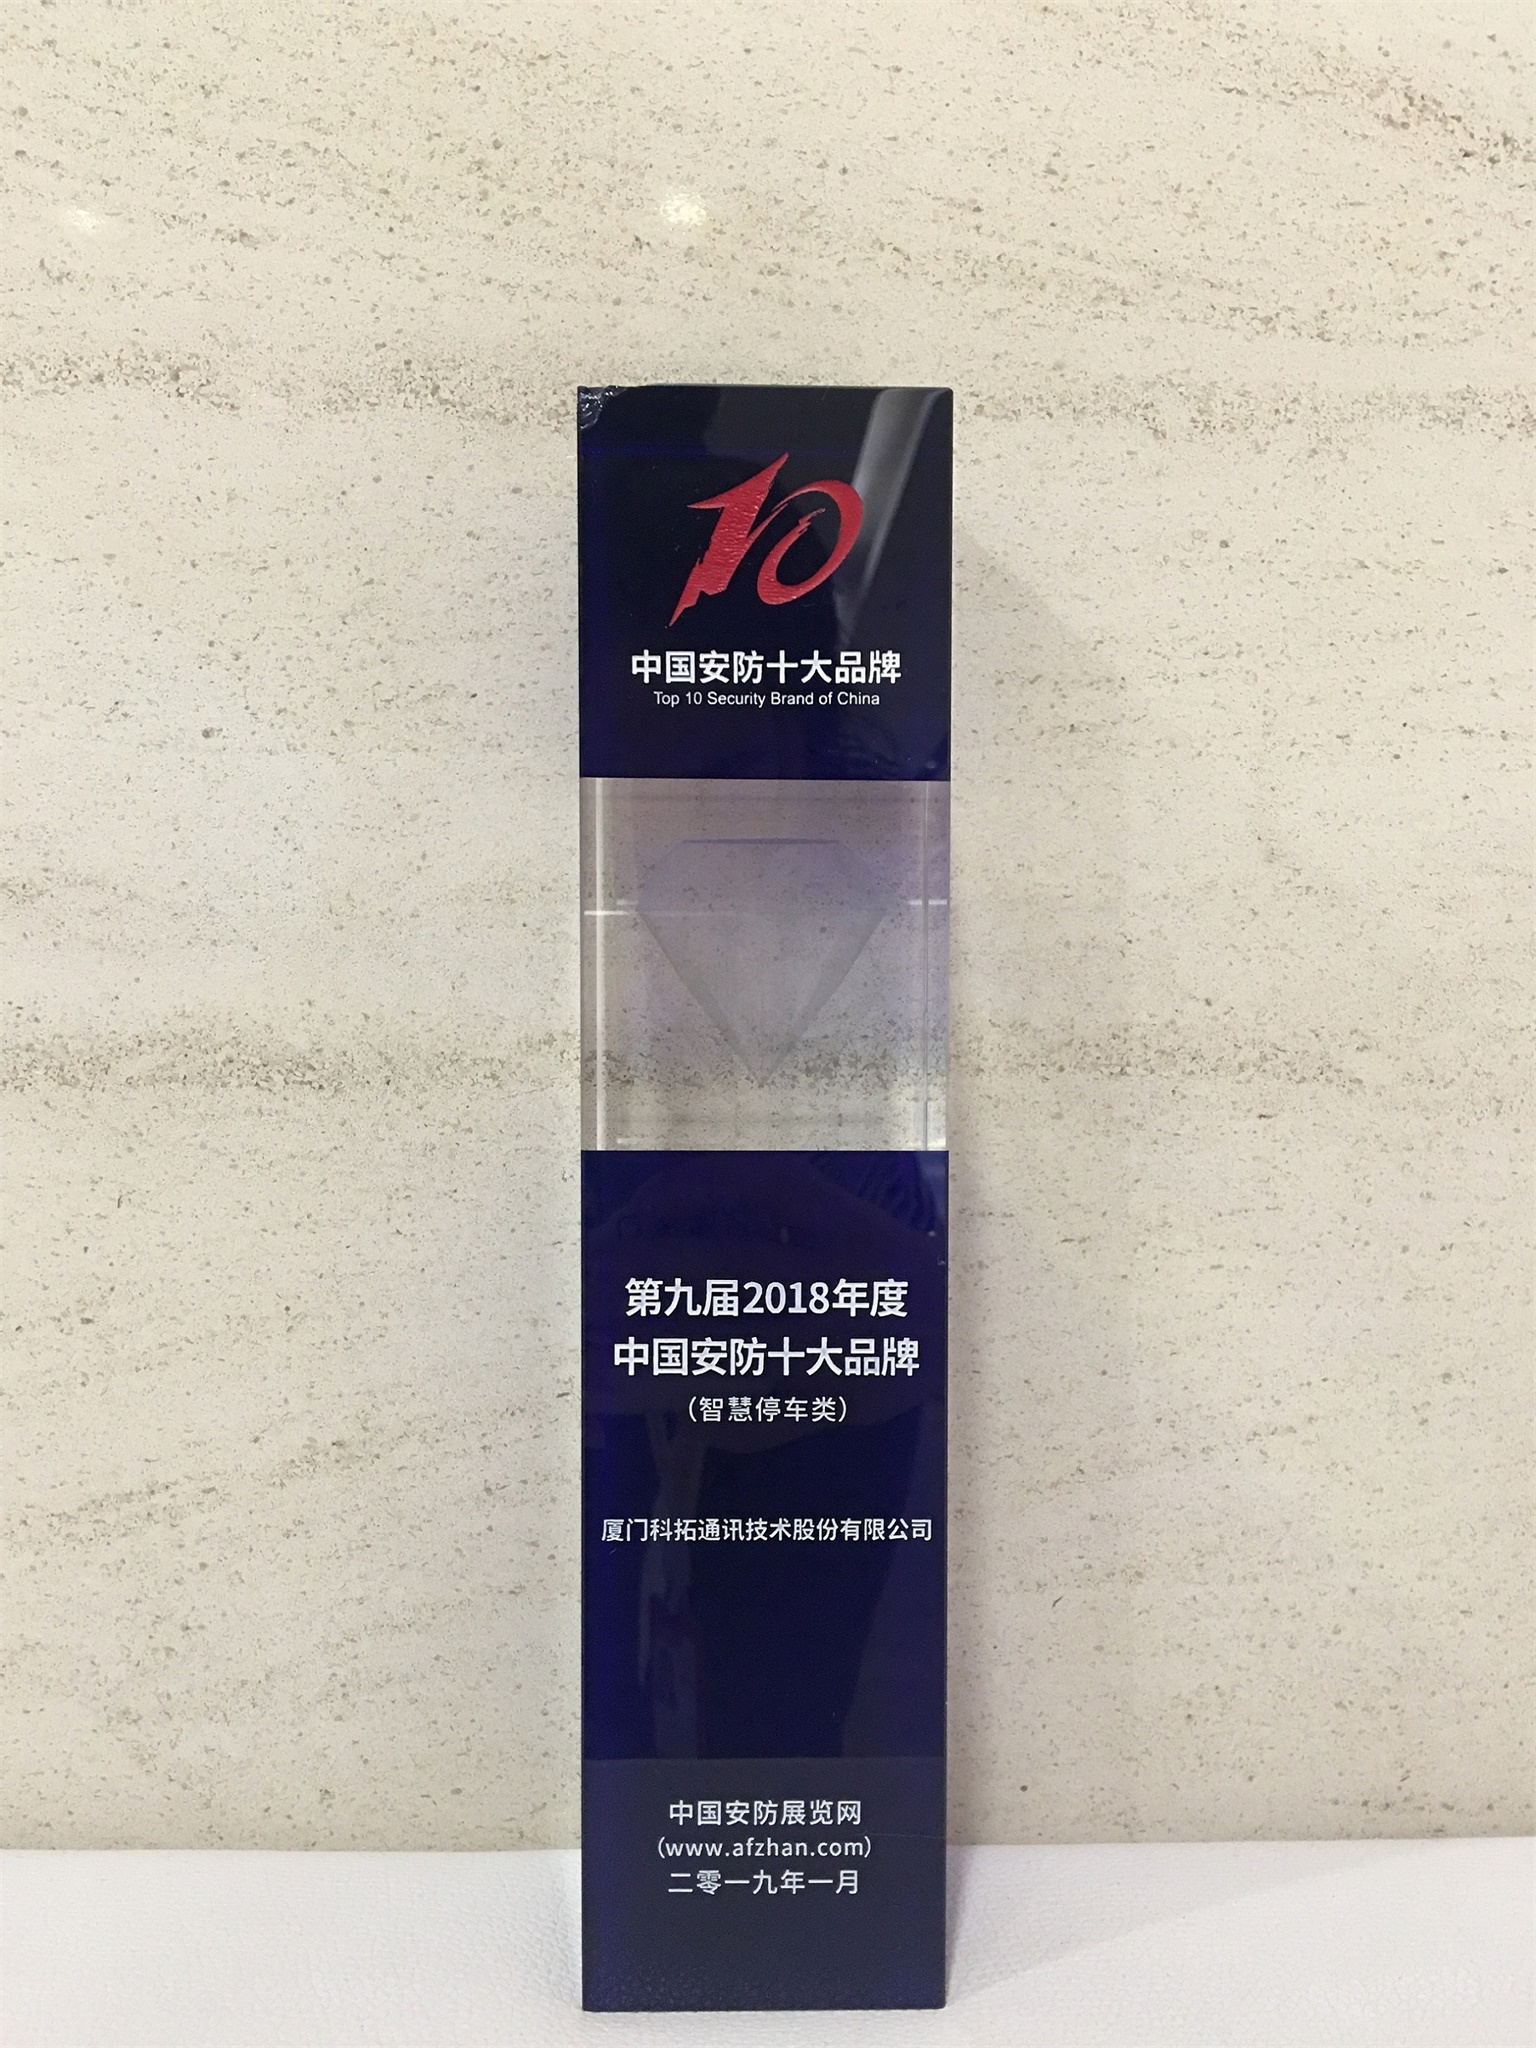 10
中国安防十大品牌
Top 10 Security Brand of China
第九届2018年度
中国安防十大品牌
（智慧停车类）
厦门科拓通讯技术股份有限公司
中国安防展览网
（www.afzhan.com）
二零一九年一月